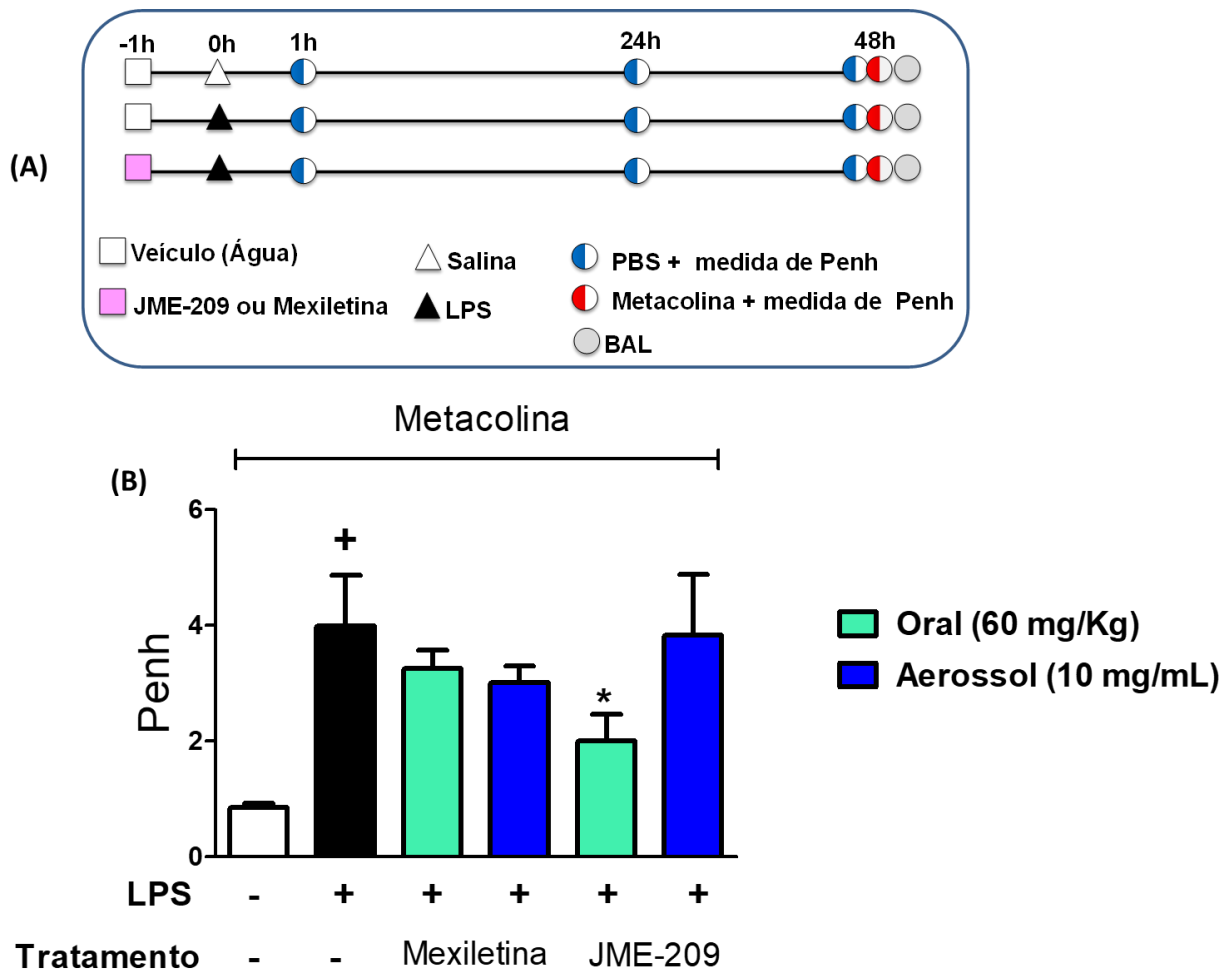 -1h 0h 1h 24h 48h
(A)
Veículo (Água)
Salina
PBS + medida de Penh
JME-209 ou Mexiletina
LPS
Metacolina + medida de Penh
BAL
Metacolina
(B)
Penh
6
4
2
0
+
*
Oral (60 mg/Kg)
Aerossol (10 mg/mL)
LPS - + + + + +
Tratamento - - Mexiletina JME-209